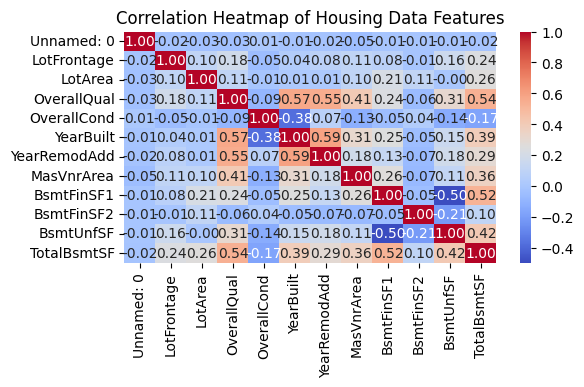 Correlation Heatmap of Housing Data Features
Unnamed: 0 1.00 -0.02 -0.03 -0.03 -0.01 -0.01 -0.02 -0.05 -0.01 -0.01 -0.01 -0.02
LotFrontage -0.02 1.00 0.10 0.18 -0.05 0.04 0.08 0.11 0.08 -0.01 0.16 0.24
LotArea -0.03 0.10 1.00 0.11 -0.01 0.01 0.01 0.10 0.21 0.11 -0.00 0.26
OverallQual -0.03 0.18 0.11 1.00 -0.09 0.57 0.55 0.41 0.24 -0.06 0.31 0.54
OverallCond -0.01 -0.05 -0.01 -0.09 1.00 -0.38 0.07 -0.13 -0.05 0.04 -0.14 -0.17
YearBuilt -0.01 0.04 0.01 0.57 -0.38 1.00 0.59 0.31 0.25 -0.05 0.15 0.39
YearRemodAdd -0.02 0.08 0.01 0.55 0.07 0.59 1.00 0.18 0.13 -0.07 0.18 0.29
MasVnrArea -0.05 0.11 0.10 0.41 -0.13 0.31 0.18 1.00 0.26 -0.07 0.11 0.36
BsmtFinSF1 -0.01 0.08 0.21 0.24 -0.05 0.25 0.13 0.26 1.00 -0.05 -0.50 0.52
BsmtFinSF2 -0.01 -0.01 0.11 -0.06 0.04 -0.05 -0.07 -0.07 -0.05 1.00 -0.21 0.10
BsmtUnfSF -0.01 0.16 -0.00 0.31 -0.14 0.15 0.18 0.11 -0.50 -0.21 1.00 0.42
TotalBsmtSF -0.02 0.24 0.26 0.54 -0.17 0.39 0.29 0.36 0.52 0.10 0.42 1.00
Unnamed: 0
LotFrontage
LotArea
OverallQual
OverallCond
YearBuilt
YearRemodAdd
MasVnrArea
BsmtFinSF1
BsmtFinSF2
BsmtUnfSF
TotalBsmtSF
1.0
0.8
0.6
0.4
0.2
0.0
-0.2
-0.4